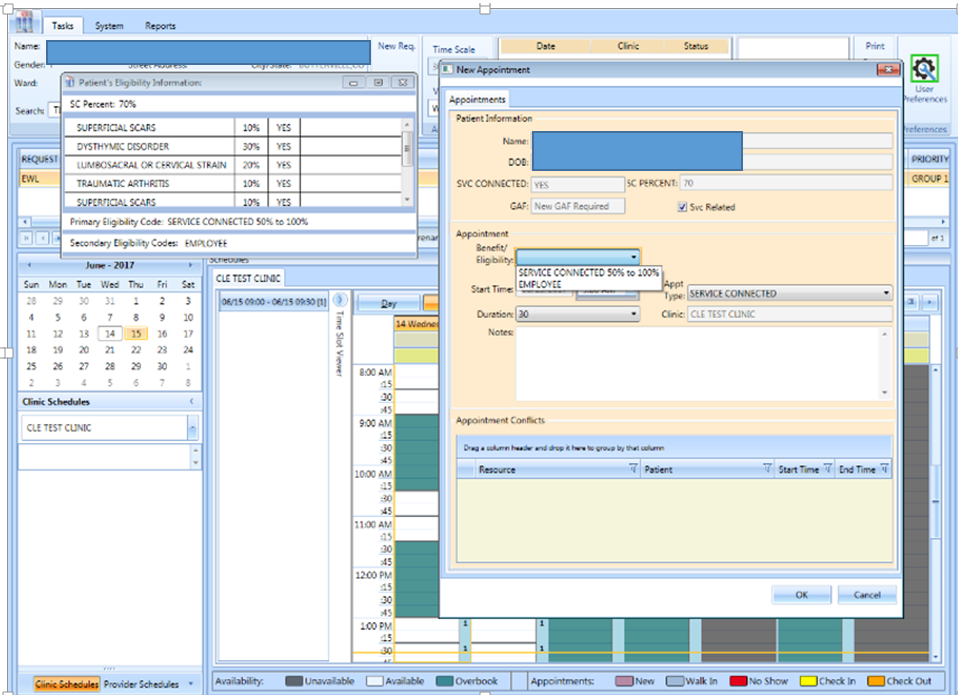 Tasks System Reports
Name:
New Req.
Time Scale
Date Clinic Status
Print
Gender:
Street Address:
City/State:
Ward:
Search:
User
Preferences
Preferences
Patient's Eligibility Information:
SC Percent: 70%
SUPERFICIAL SCARS 10% YES
DYSTHYMIC DISORDER 30% YES
LUMBOSACRAL OR CERVICAL STRAIN 20% YES
TRAUMATIC ARTHRITIS 10% YES
SUPERFICIAL SCARS 10% YES
Primary Eligibility Code: SERVICE CONNECTED 50% to 100%
Secondary Eligibility Codes: EMPLOYEE
REQUEST
EWL
PRIORITY
GROUP 1
of 1
New Appointment
Appointments
Patient Information
Name:
DOB:
SVC CONNECTED: YES SC PERCENT: 70
GAF: New GAF Required Svc Related
Appointment
Benefit/
Eligibility:
SERVICE CONNECTED 50% to 100%
EMPLOYEE
Start Time:
Appt
Type: SERVICE CONNECTED
Duration: 30 Clinic: CLE TEST CLINIC
Notes:
Appointment Conflicts
Drag a column header and drop it here to group by that column
Resource Patient Start Time End Time
OK Cancel
June - 2017
Sun Mon Tue Wed Thu Fri Sat
28 29 30 31 1 2 3
4 5 6 7 8 9 10
11 12 13 14 15 16 17
18 19 20 21 22 23 24
25 26 27 28 29 30 1
2 3 4 5 6 7 8
Clinic Schedules
CLE TEST CLINIC
Clinic Schedules Provider Schedules
Schedules
CLE TEST CLINIC
06/15 09:00 - 06/15 09:30 [1]
Time Slot Viewer
Day
14 Wednes
8:00 AM
:15
:30
:45
9:00 AM
:15
:30
:45
10:00 AM
:15
:30
:45
11:00 AM
:15
:30
:45
12:00 PM
:15
:30
:45
1:00 PM 1 1
:15
:30 1 1
:45
Availability: Unavailable Available Overbook Appointments: New Walk In No Show Check In Check Out